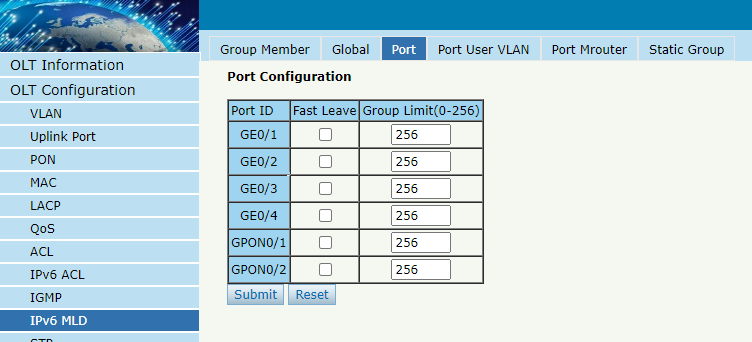 Group Member Global Port Port User VLAN Port Mrouter Static Group
OLT Information
OLT Configuration
VLAN
Uplink Port
PON
MAC
LACP
QoS
ACL
IPv6 ACL
IGMP
IPv6 MLD
Port Configuration
Port ID Fast Leave Group Limit(0-256)
GE0/1 256
GE0/2 256
GE0/3 256
GE0/4 256
GPON0/1 256
GPON0/2 256
Submit Reset